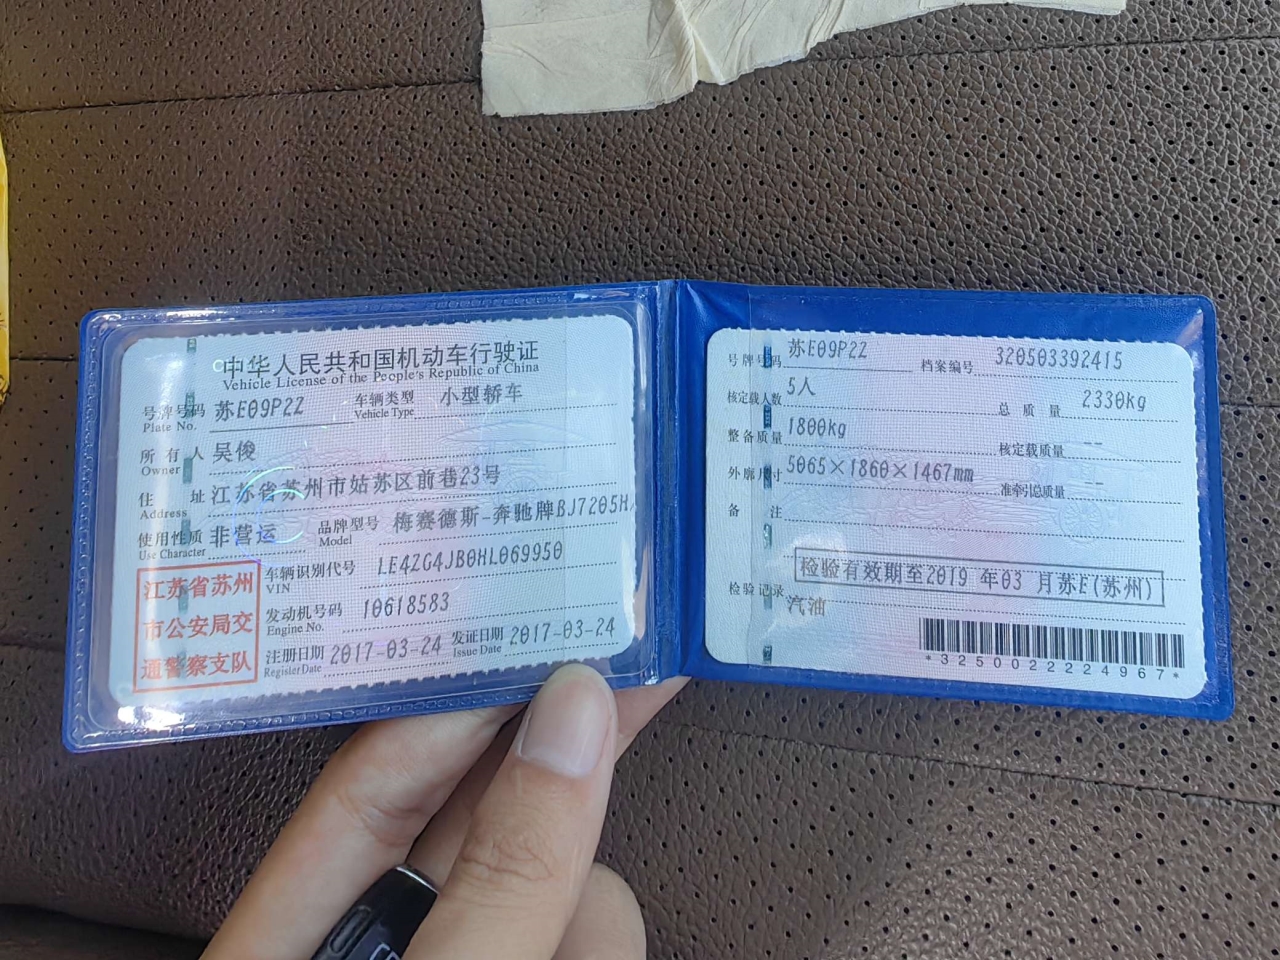 中华人民共和国机动车行驶证
Vehicle License of the People's Republic of China
号牌号码 苏E09P2Z 车辆类型 小型轿车
Plate No. Vehicle Type
所有人 吴俊
Owner
住址 江苏省苏州市姑苏区前巷23号
Address
使用性质 非营运 品牌型号 梅赛德斯-奔驰牌BJ7205H
Use Character Model
江苏省苏州
市公安局交
通警察支队
车辆识别代号 LE4ZG4JB0HL069950
VIN
发动机号码 10618583
Engine No.
注册日期 2017-03-24 发证日期 2017-03-24
Register Date Issue Date
号牌号码 苏E09P2Z 档案编号 320503392415
核定载人数 5人 总质量 2330kg
整备质量 1800kg 核定载质量 --
外廓尺寸 5065×1860×1467mm 准牵引总质量 --
备注
检验有效期至2019 年03 月苏E(苏州)
检验记录
汽油
*3250022224967*